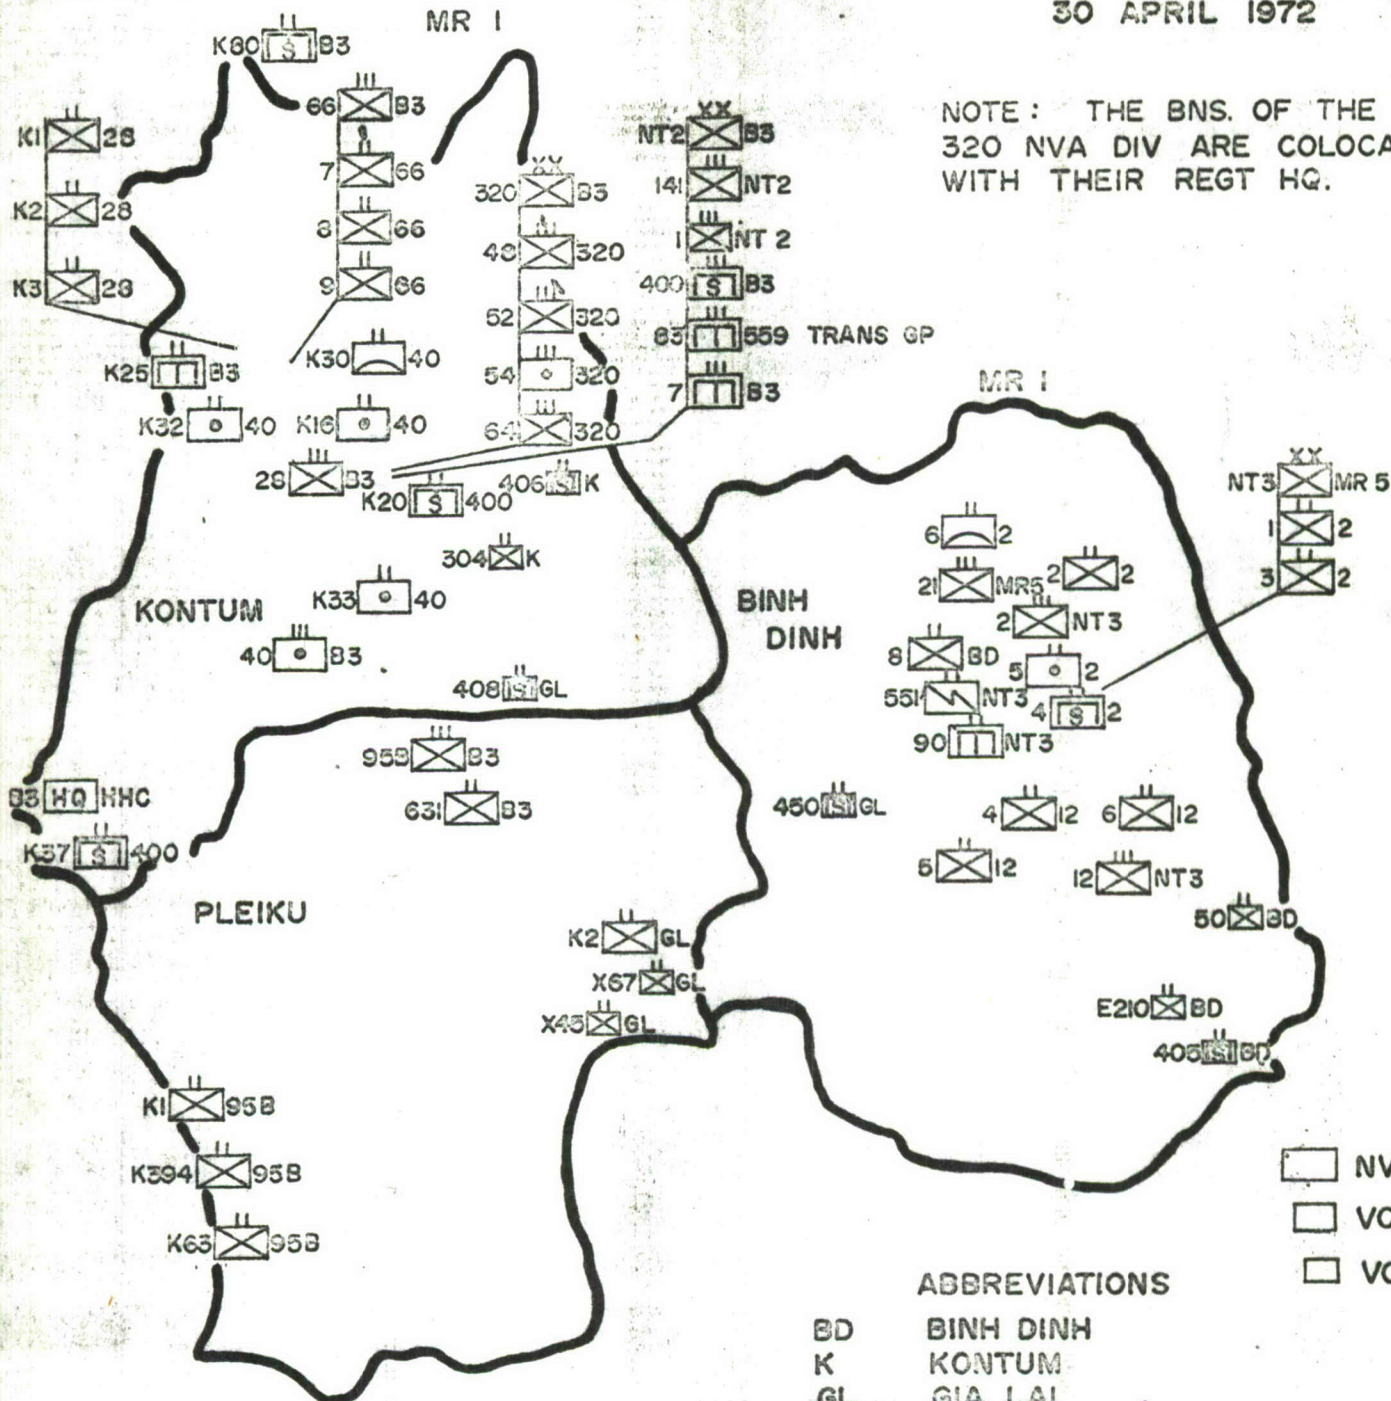 30 APRIL 1972
MR 1
NOTE: THE BNS. OF THE
320 NVA DIV ARE COLOCA
WITH THEIR REGT HQ.
K80 S B3
66 B3
7 66
8 66
9 66
K1 28
K2 28
K3 28
320 B3
48 320
52 320
54 320
64 320
NT2 B3
141 NT2
1 NT 2
400 S B3
83 559 TRANS GP
7 B3
K25 B3
K30 40
K32 40
K16 40
28 B3
K20 S 400
406 S K
304 K
K33 40
KONTUM
40 B3
408 S GL
MR 1
NT3 MR 5
1 2
3 2
6 2
21 MR5
2 2
2 NT3
BINH
DINH
8 BD
5 2
551 NT3
4 S 2
90 NT3
95B B3
631 B3
B3 HQ HHC
K37 S 400
450 S GL
4 12
6 12
5 12
12 NT3
PLEIKU
K2 GL
X67 GL
X45 GL
50 BD
E210 BD
405 S BD
K1 95B
K394 95B
K63 95B
NV
VC
VC
ABBREVIATIONS
BD BINH DINH
K KONTUM
GL GIA LAI